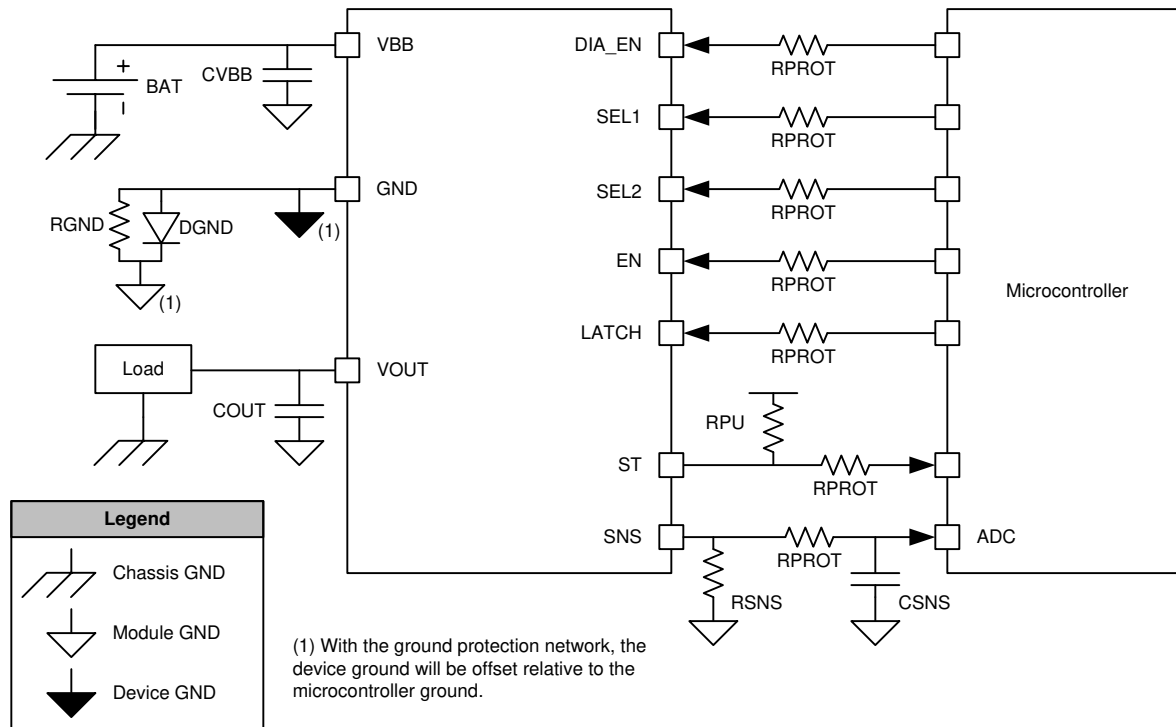 VBB
DIA_EN
RPROT
+
BAT
CVBB
SEL1
RPROT
GND
SEL2
RPROT
RGND
DGND
(1)
EN
RPROT
(1)
Microcontroller
LATCH
RPROT
Load
VOUT
COUT
RPU
ST
RPROT
Legend
SNS
RPROT
ADC
Chassis GND
RSNS
CSNS
Module GND
(1) With the ground protection network, the
device ground will be offset relative to the
microcontroller ground.
Device GND